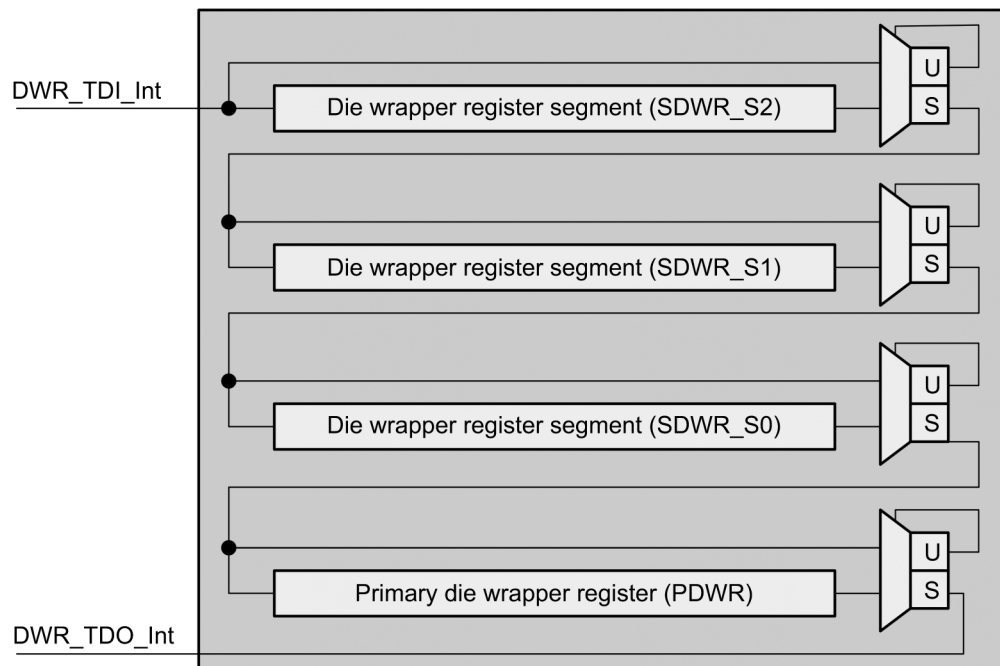 U
DWR_TDI_Int
Die wrapper register segment (SDWR_S2)
S
U
Die wrapper register segment (SDWR_S1)
S
U
Die wrapper register segment (SDWR_S0)
S
U
Primary die wrapper register (PDWR)
S
DWR_TDO_Int